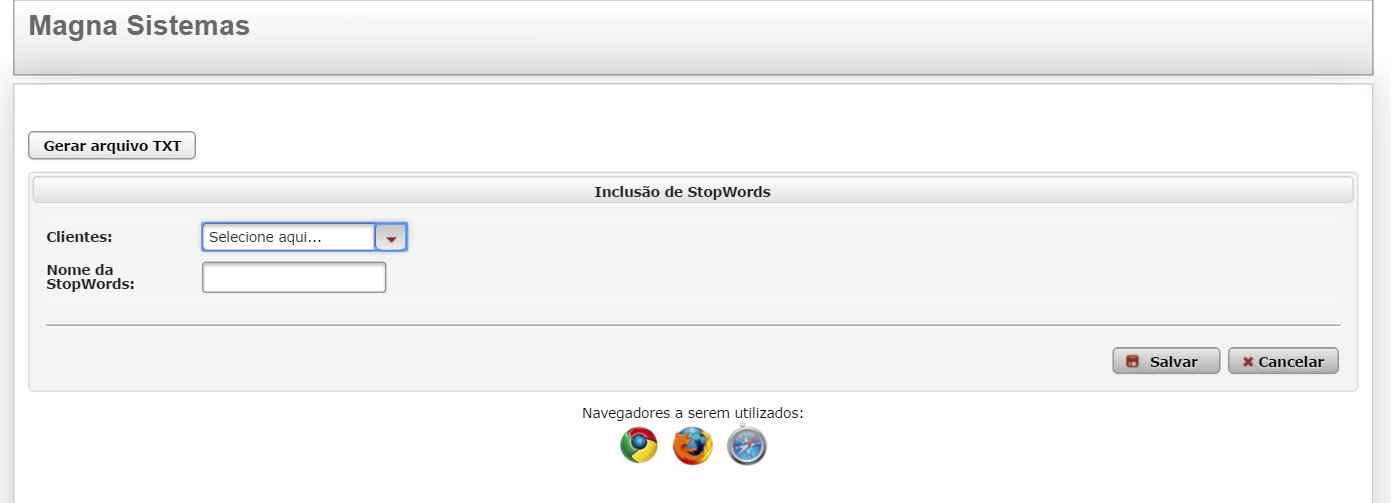 Magna Sistemas
Gerar arquivo TXT
Inclusão de StopWords
Clientes:
Selecione aqui...
Nome da
StopWords:
Salvar
Cancelar
Navegadores a serem utilizados: